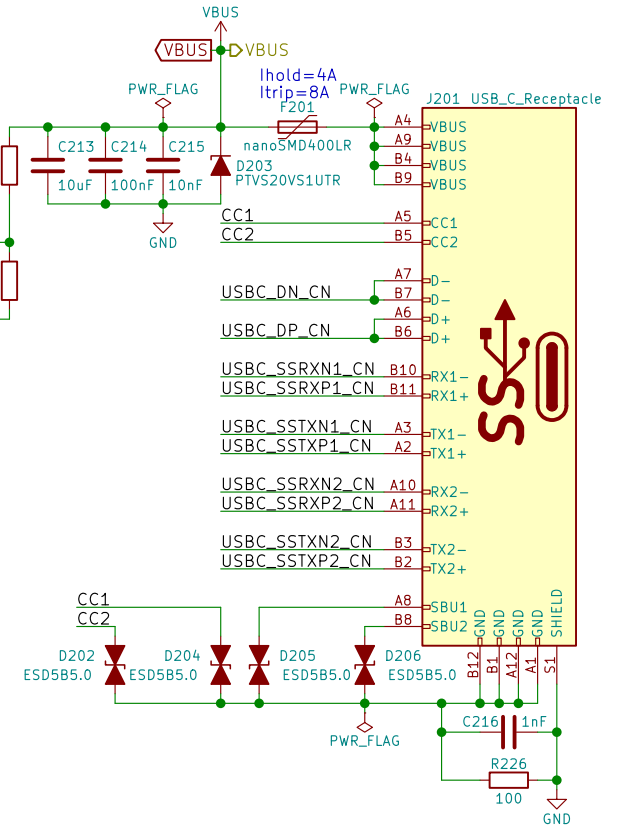 VBUS
VBUS
VBUS
Ihold=4A
Itrip=8A
PWR_FLAG
PWR_FLAG
F201
J201 USB_C_Receptacle
nanoSMD400LR
C213
10uF
C214
100nF
C215
10nF
D203
PTVS20VS1UTR
GND
A4 VBUS
A9 VBUS
B4 VBUS
B9 VBUS
CC1 A5 CC1
CC2 B5 CC2
A7 D-
USBC_DN_CN B7 D-
A6 D+
USBC_DP_CN B6 D+
USBC_SSRXN1_CN B10 RX1-
USBC_SSRXP1_CN B11 RX1+
USBC_SSTXN1_CN A3 TX1-
USBC_SSTXP1_CN A2 TX1+
USBC_SSRXN2_CN A10 RX2-
USBC_SSRXP2_CN A11 RX2+
USBC_SSTXN2_CN B3 TX2-
USBC_SSTXP2_CN B2 TX2+
SS
CC1 A8 SBU1
CC2 B8 SBU2
GND GND GND GND SHIELD
B12 B1 A12 A1 S1
D202
ESD5B5.0
D204
ESD5B5.0
D205
ESD5B5.0
D206
ESD5B5.0
PWR_FLAG
C216 1nF
R226
100
GND